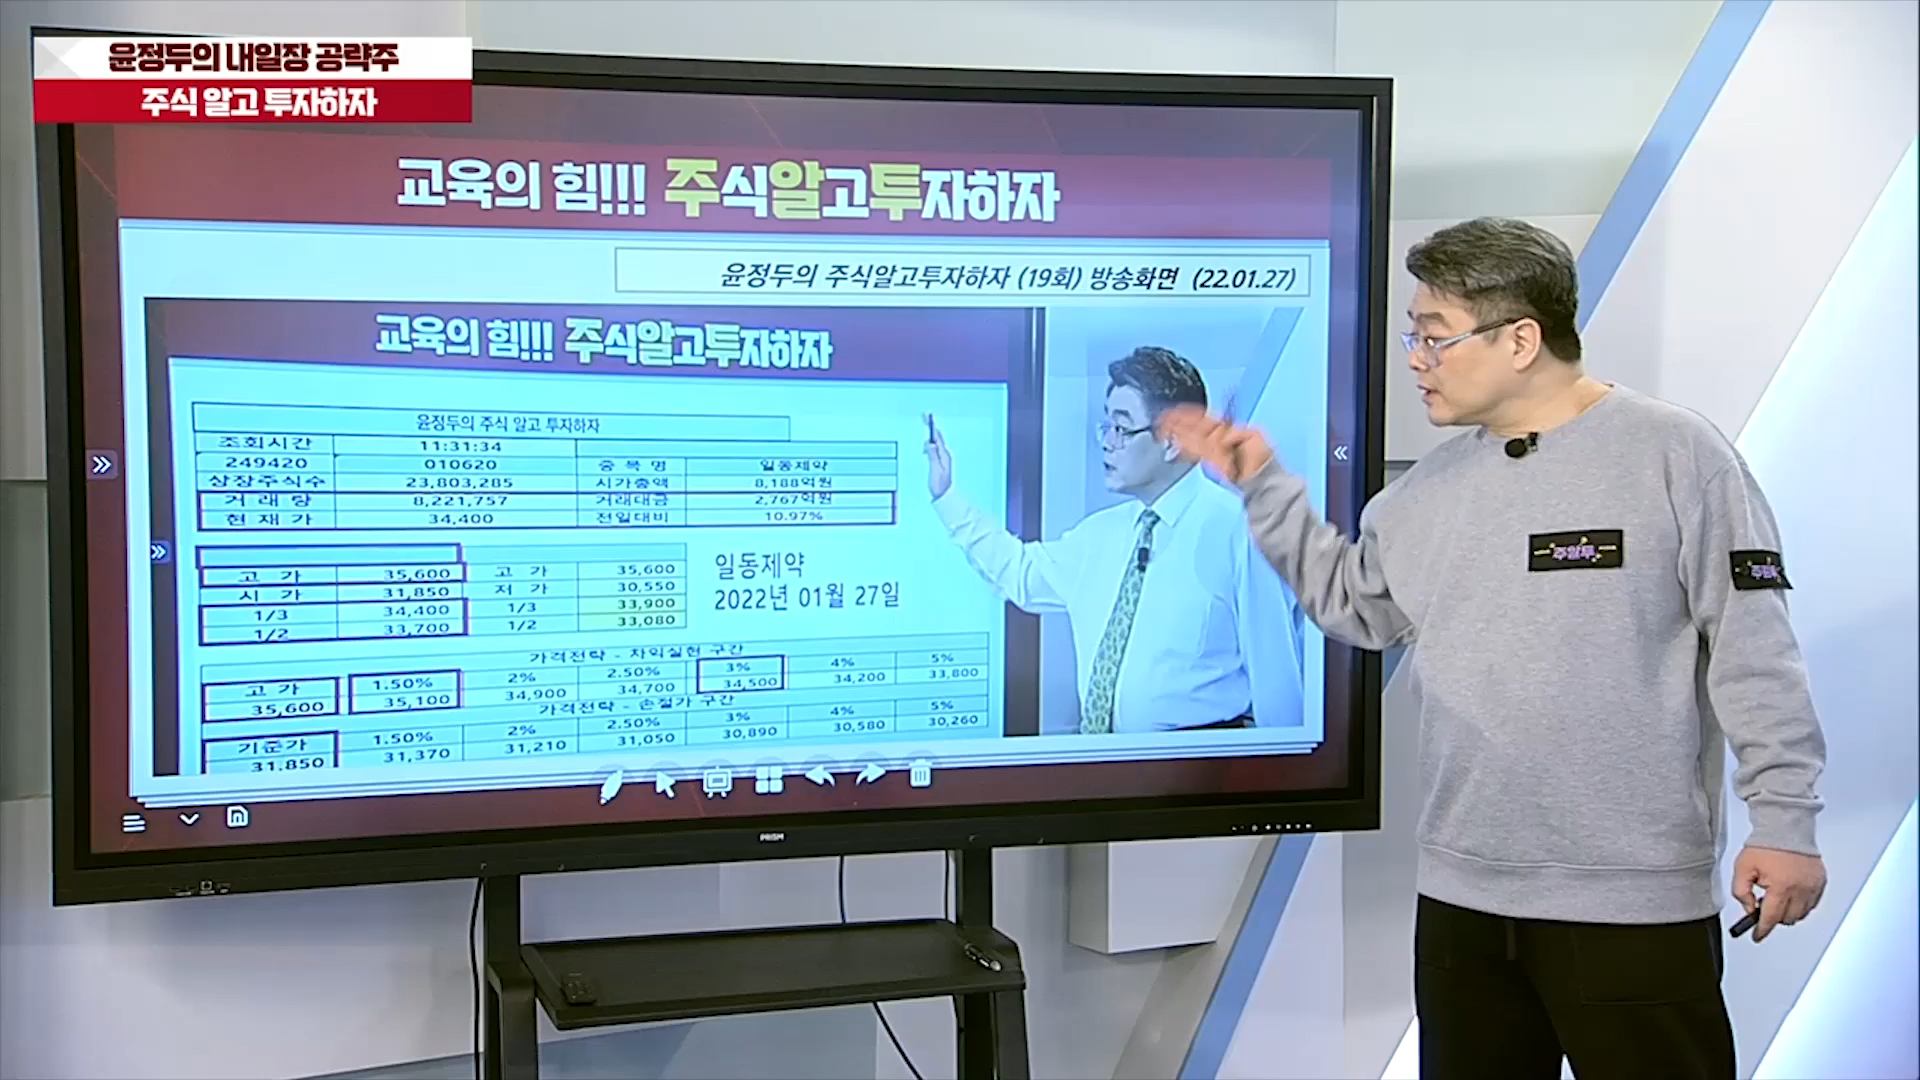 윤정두의 내일장 공략주
주식 알고 투자하자
교육의 힘!!! 주식알고투자하자
윤정두의 주식알고투자하자 (19회) 방송화면 (22.01.27)
교육의 힘!!! 주식알고투자하자
윤정두의 주식 알고 투자하자
조회시간 11:31:34
249420 010620 종 목 명 일동제약
상장주식수 23,803,285 시가총액 8,188억원
거 래 량 8,221,757 거래대금 2,767억원
현 재 가 34,400 전일대비 10.97%
고 가 35,600 고 가 35,600
시 가 31,850 저 가 30,550
1/3 34,400 1/3 33,900
1/2 33,700 1/2 33,080
일동제약
2022년 01월 27일
가격전략 - 차익실현 구간
고 가 1.50% 2% 2.50% 3% 4% 5%
35,600 35,100 34,900 34,700 34,500 34,200 33,800
가격전략 - 손절가 구간
기준가 1.50% 2% 2.50% 3% 4% 5%
31,850 31,370 31,210 31,050 30,890 30,580 30,260
PRISM
주알투